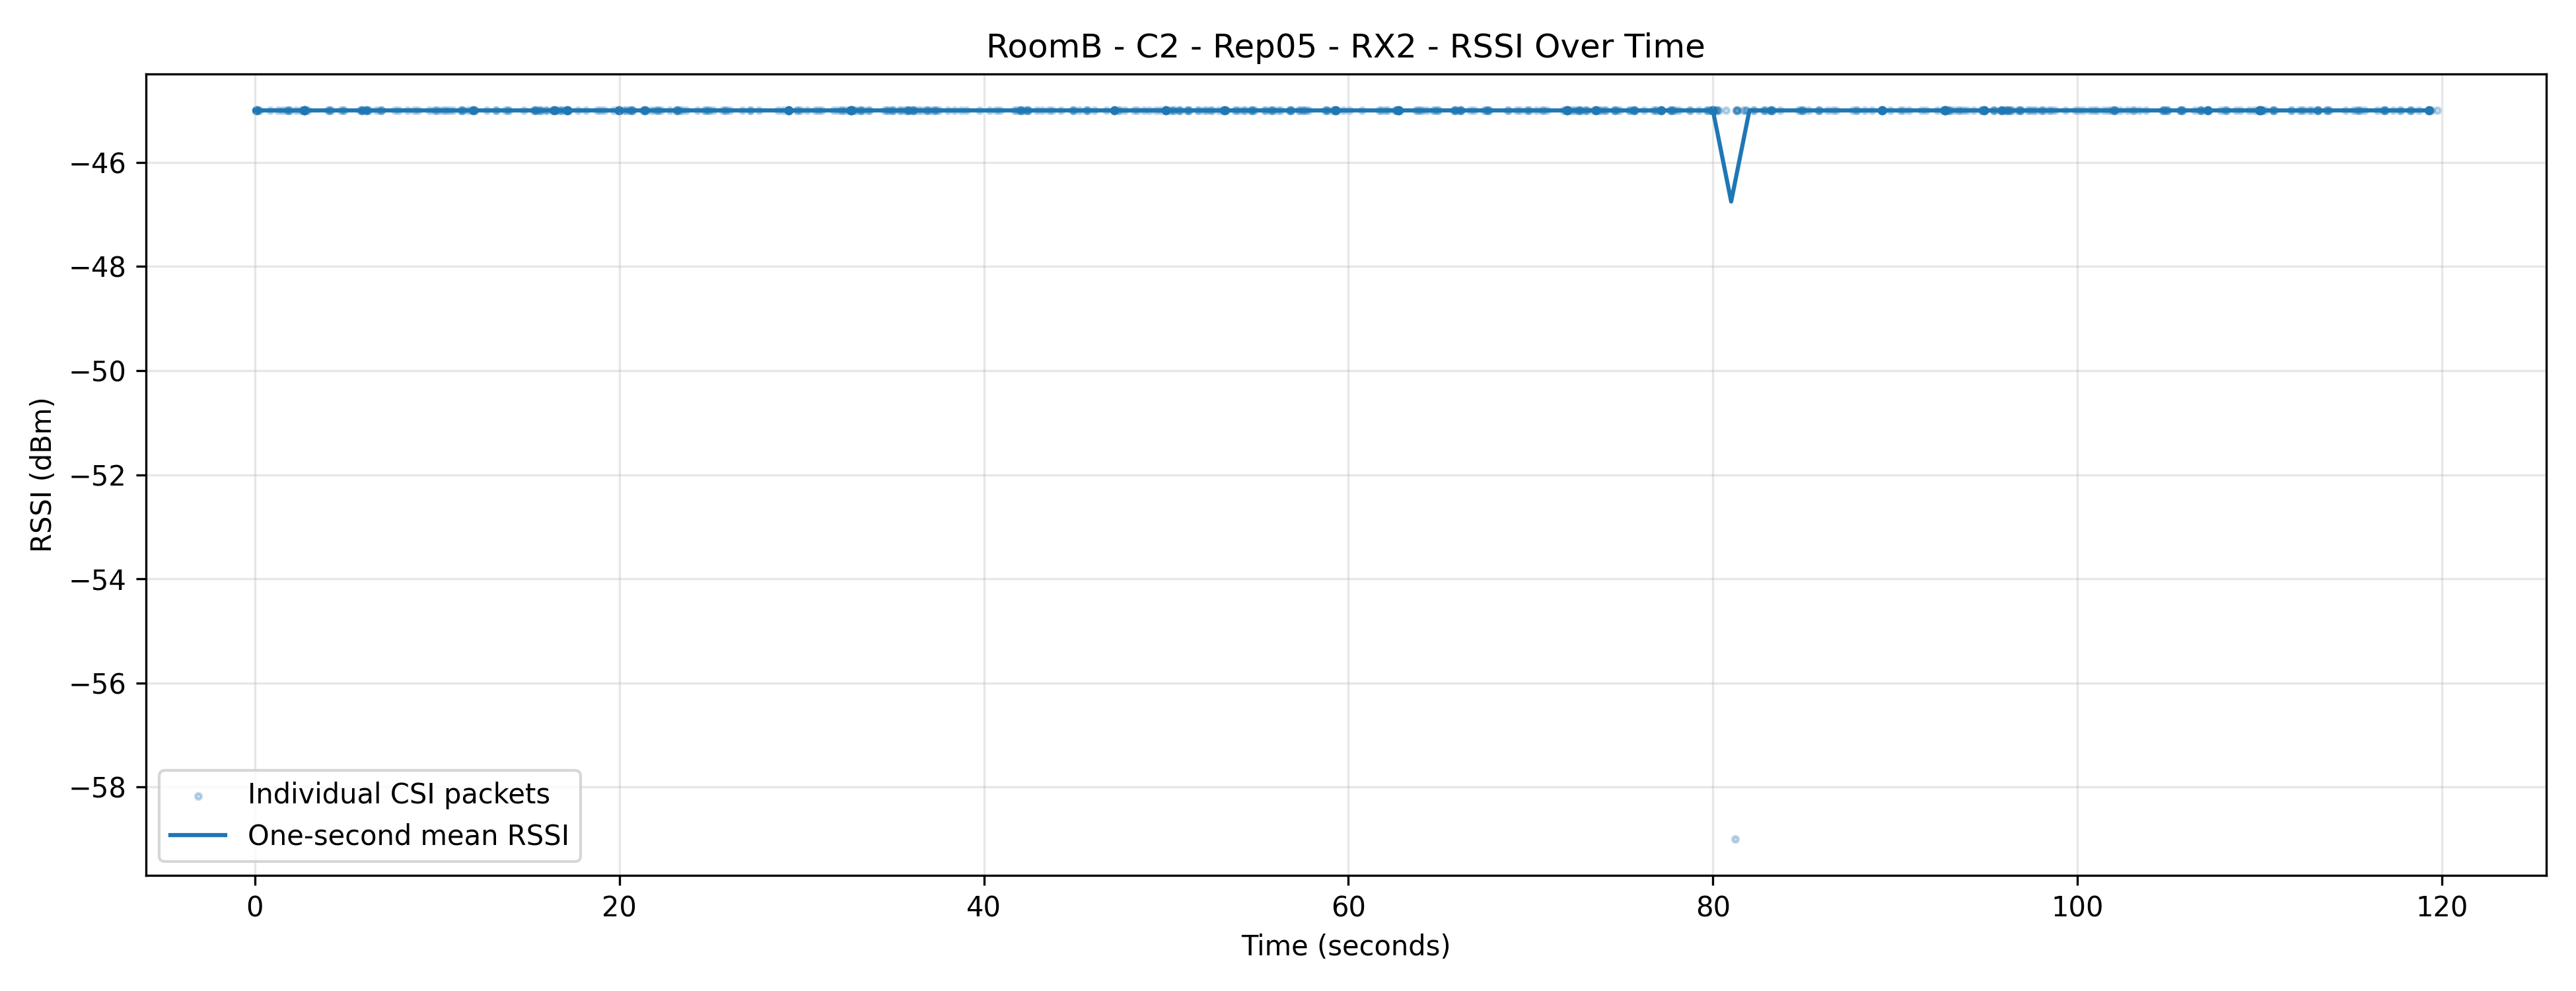 RoomB - C2 - Rep05 - RX2 - RSSI Over Time
RSSI (dBm)
−46
−48
−50
−52
−54
−56
−58
Individual CSI packets
One-second mean RSSI
0 20 40 60 80 100 120
Time (seconds)